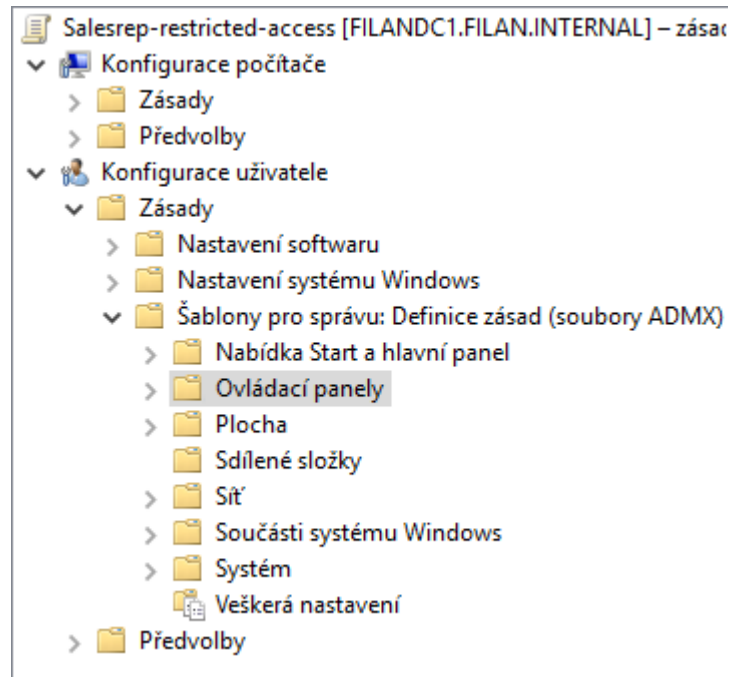 Salesrep-restricted-access [FILANDC1.FILAN.INTERNAL] – zásad
Konfigurace počítače
Zásady
Předvolby
Konfigurace uživatele
Zásady
Nastavení softwaru
Nastavení systému Windows
Šablony pro správu: Definice zásad (soubory ADMX)
Nabídka Start a hlavní panel
Ovládací panely
Plocha
Sdílené složky
Síť
Součásti systému Windows
Systém
Veškerá nastavení
Předvolby